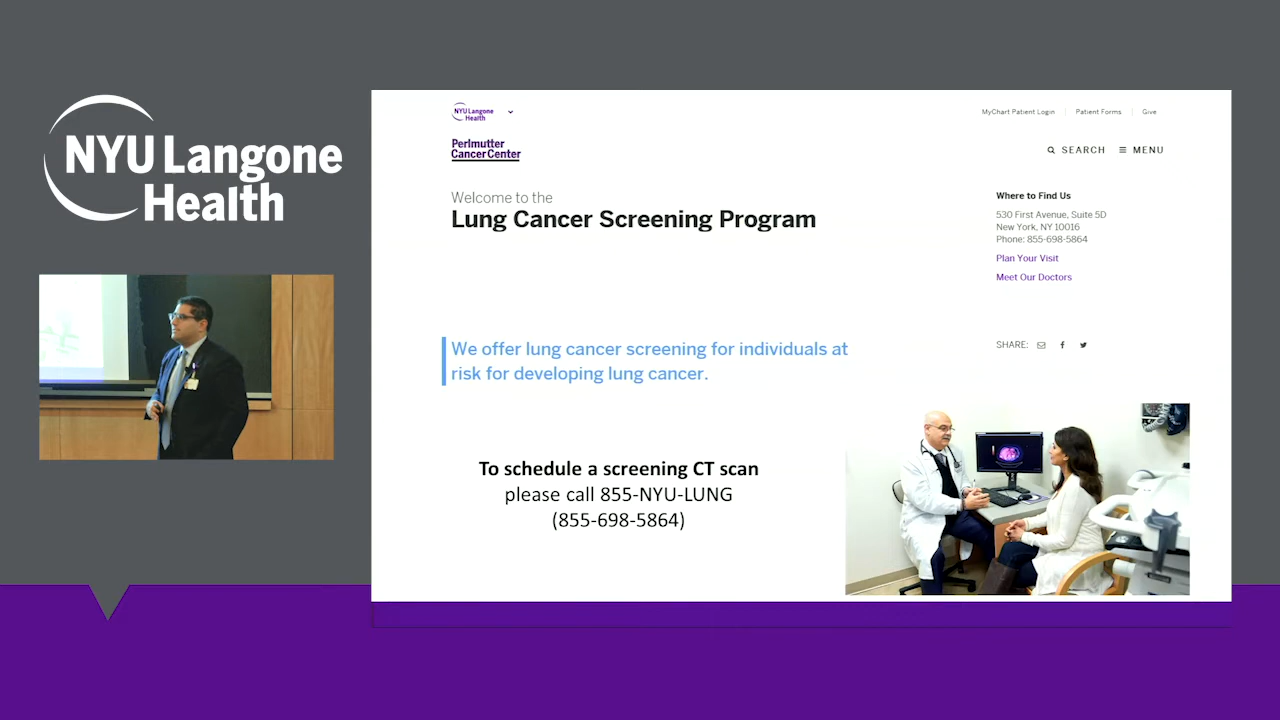 NYU Langone
Health
NYU Langone
Health
MyChart Patient Login
Patient Forms
Give
Perlmutter
CancerCenter
SEARCH
MENU
Welcome to the
Lung Cancer Screening Program
Where to Find Us
530 First Avenue, Suite 5D
New York, NY 10016
Phone: 855-698-5864
Plan Your Visit
Meet Our Doctors
SHARE:
We offer lung cancer screening for individuals at
risk for developing lung cancer.
To schedule a screening CT scan
please call 855-NYU-LUNG
(855-698-5864)